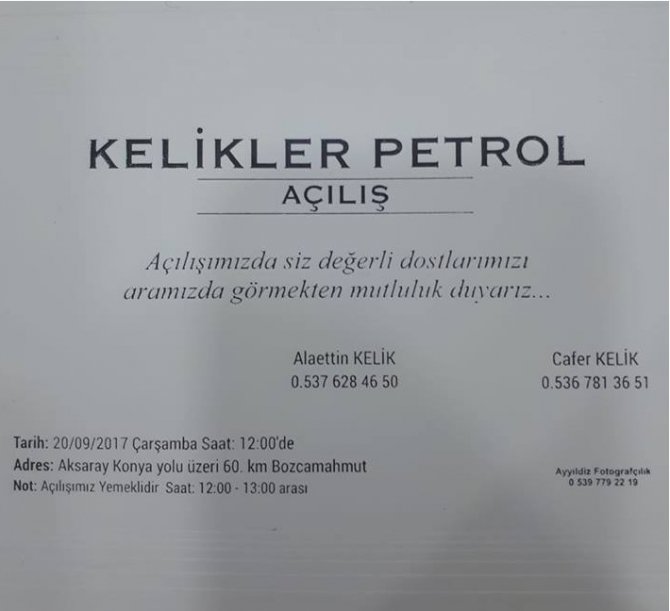 KELİKLER PETROL
AÇILIŞ
Açılışımızda siz değerli dostlarımızı
aramızda görmekten mutluluk duyarız...
Alaettin KELİK
0.537 628 46 50
Cafer KELİK
0.536 781 36 51
Tarih: 20/09/2017 Çarşamba Saat: 12:00'de
Adres: Aksaray Konya yolu üzeri 60. km Bozcamahmut
Not: Açılışımız Yemeklidir Saat: 12:00 - 13:00 arası
Ayyıldiz Fotografçılık
0 539 779 22 19